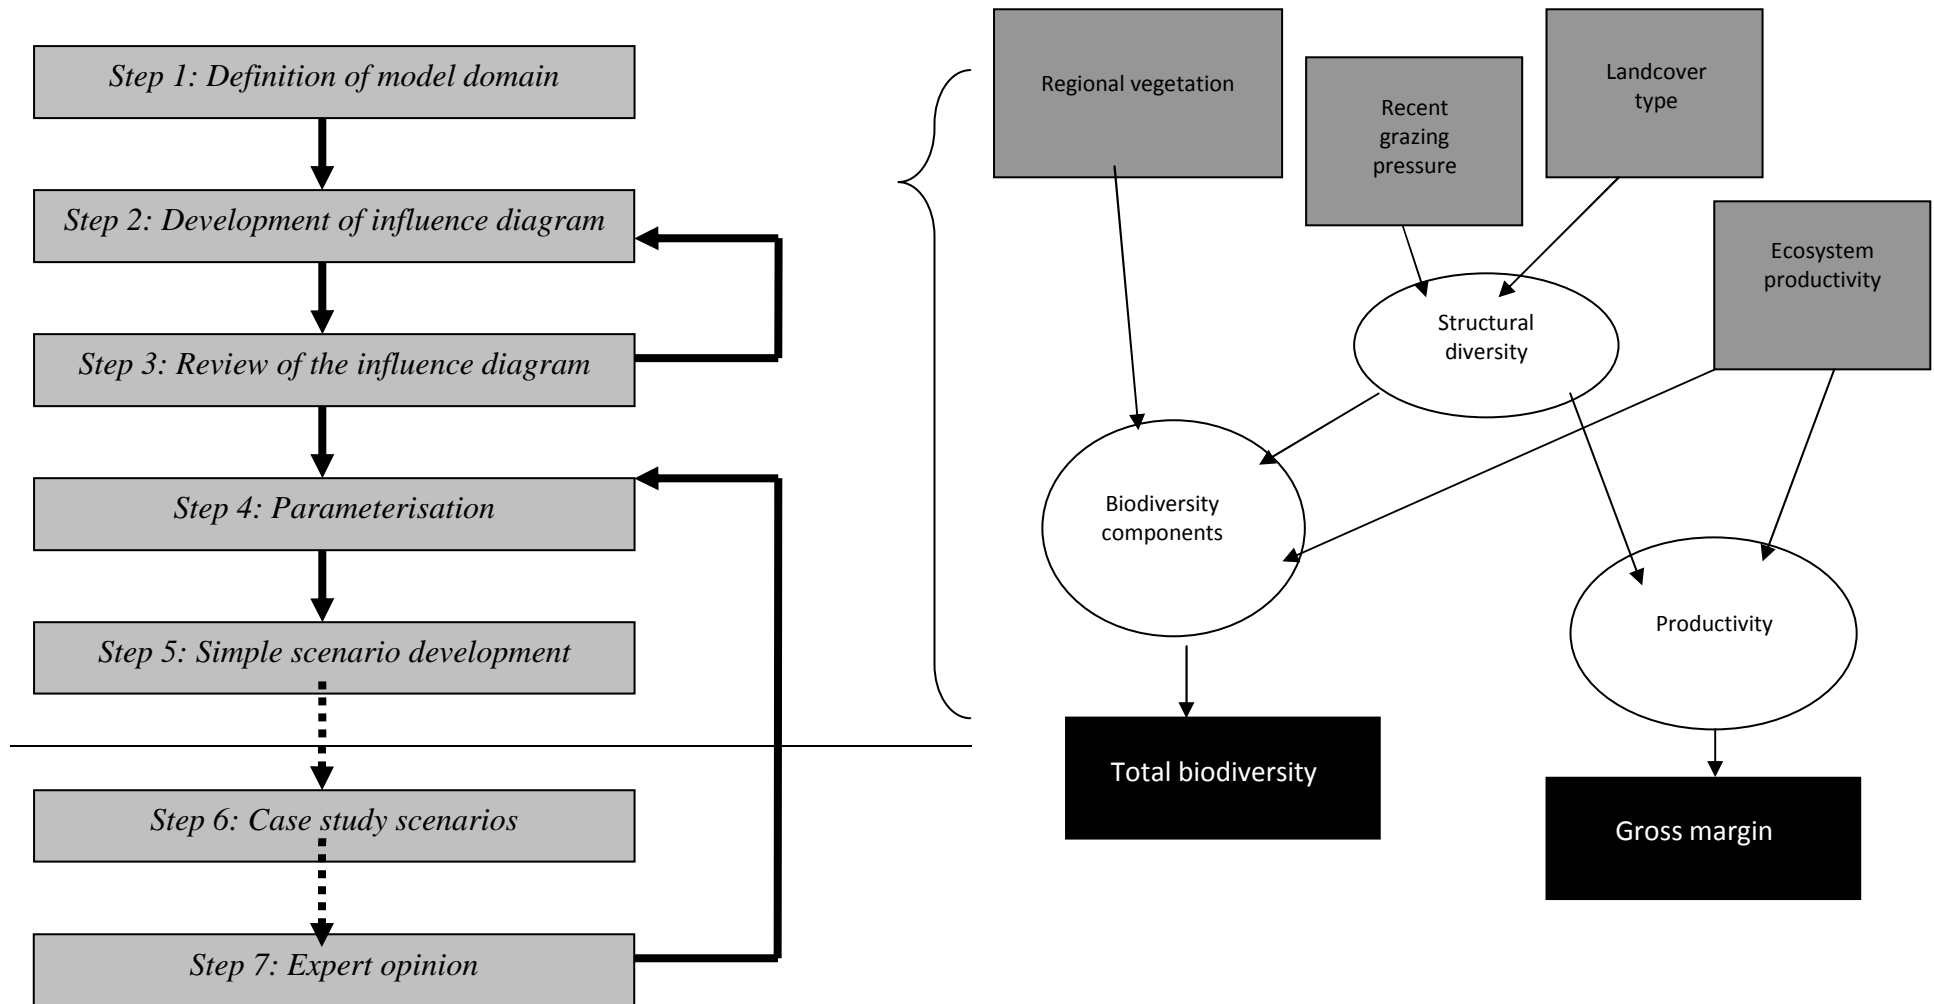 Step 1: Definition of model domain
Step 2: Development of influence diagram
Step 3: Review of the influence diagram
Step 4: Parameterisation
Step 5: Simple scenario development
Step 6: Case study scenarios
Step 7: Expert opinion
Regional vegetation
Recent
grazing
pressure
Landcover
type
Ecosystem
productivity
Structural
diversity
Biodiversity
components
Productivity
Total biodiversity
Gross margin